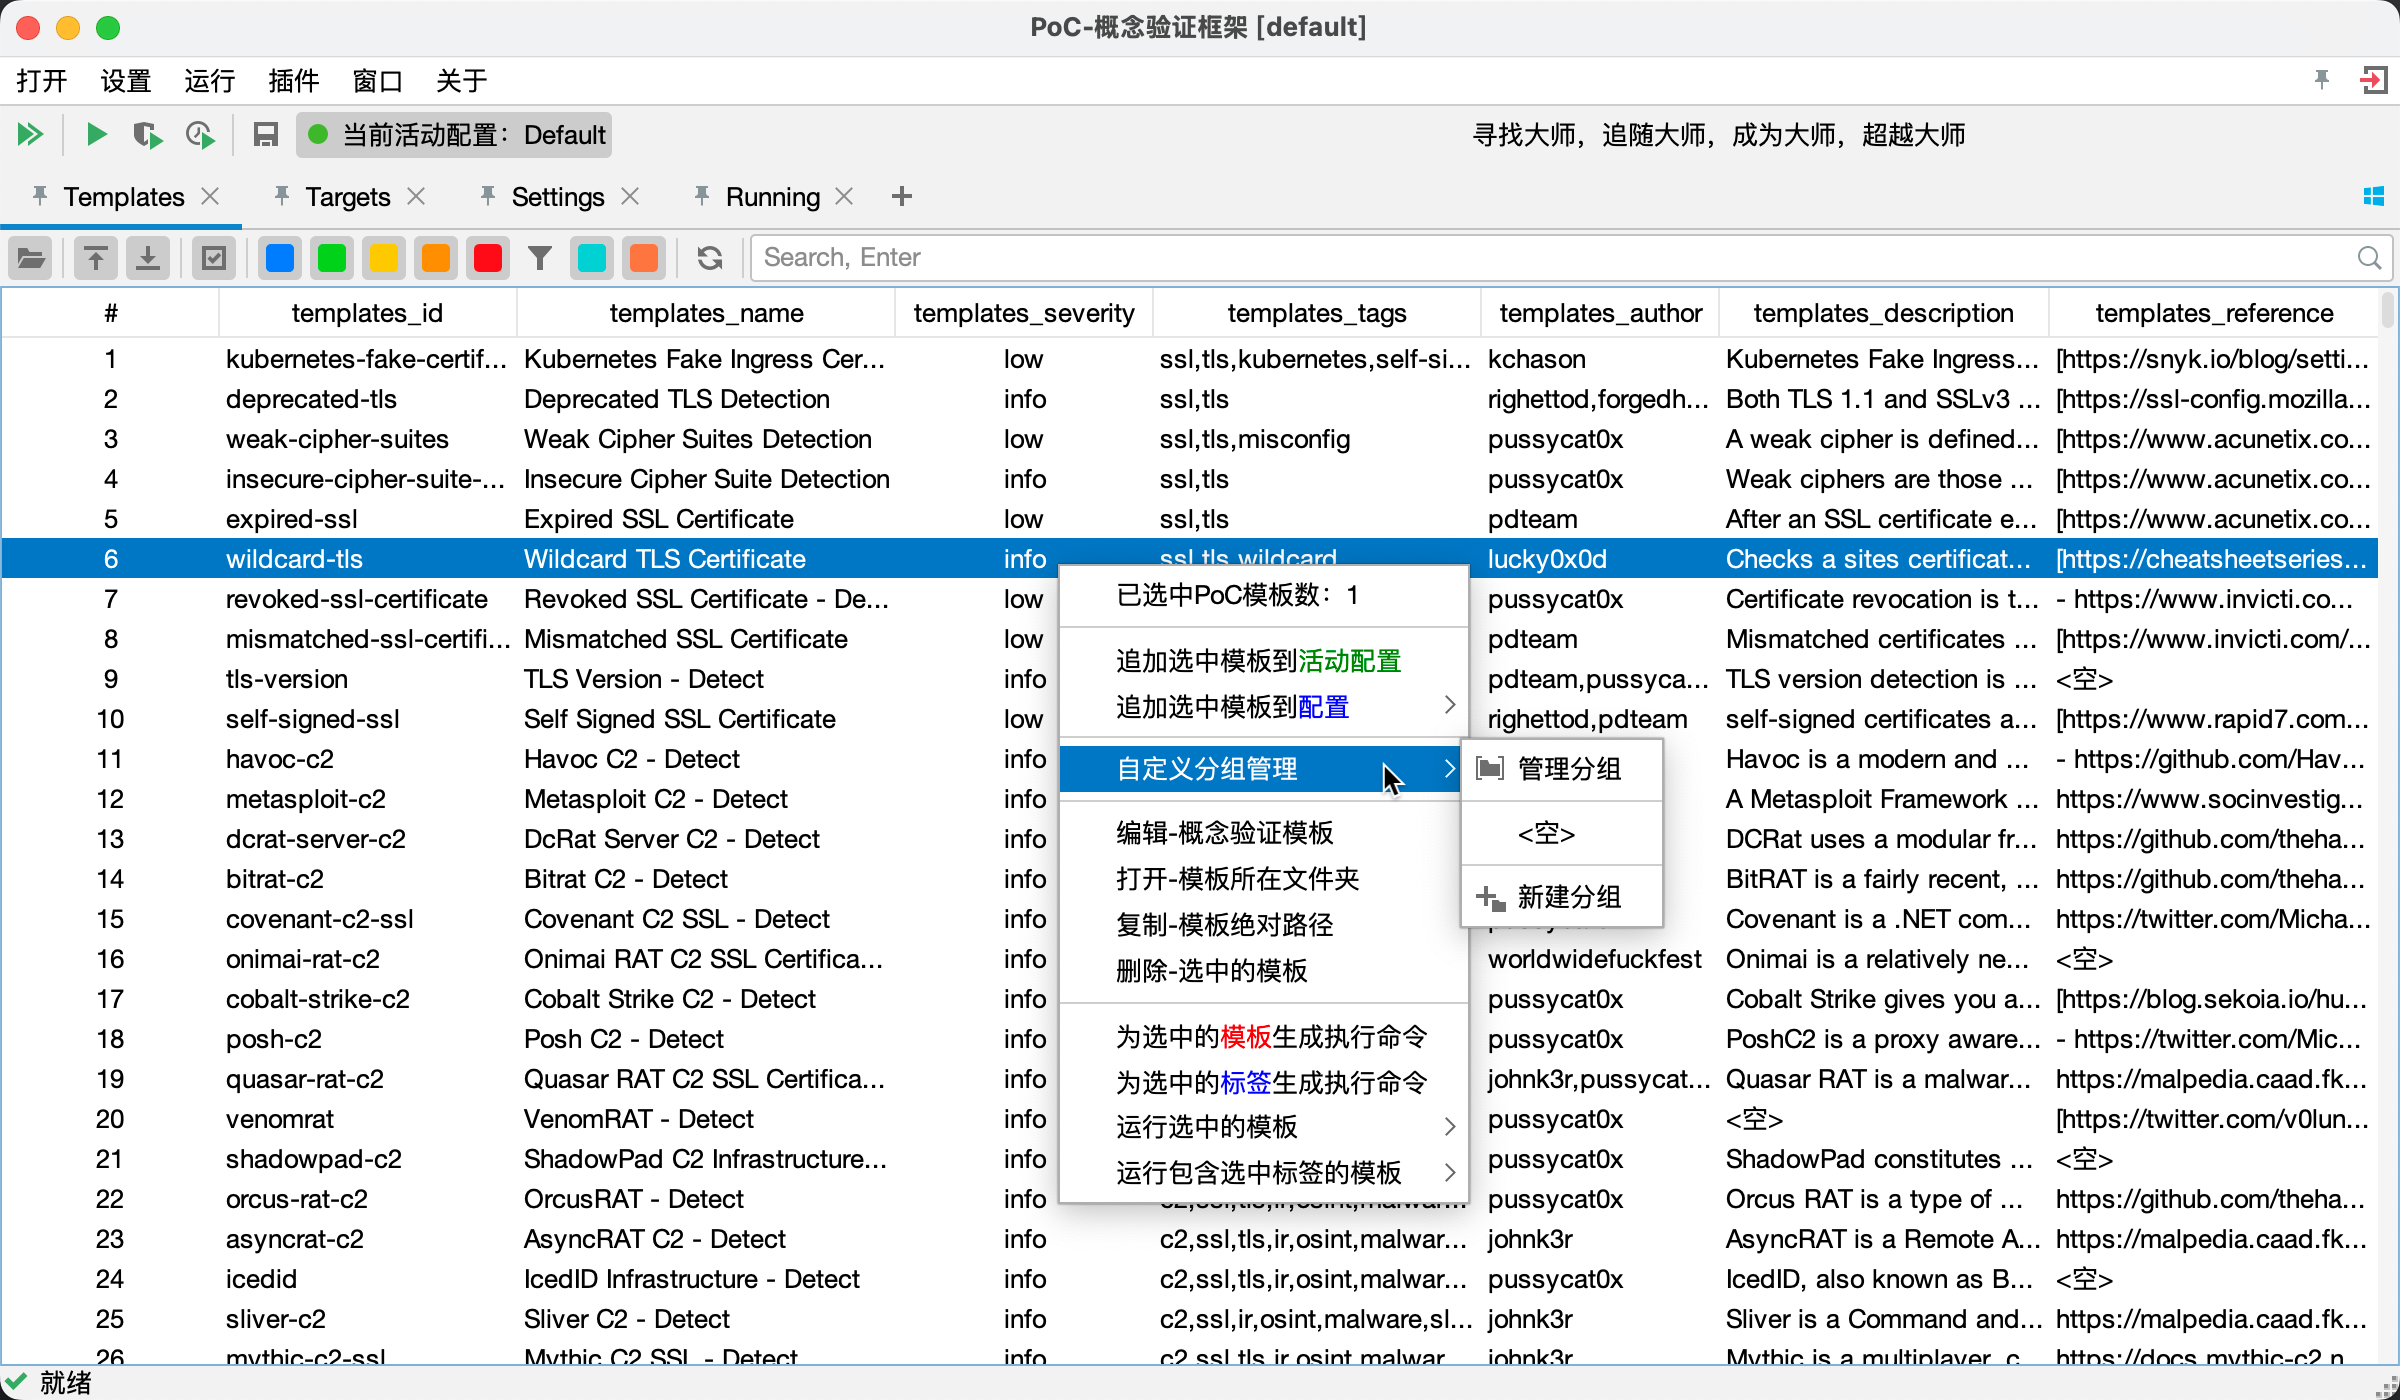 PoC-概念验证框架 [default]
打开 设置 运行 插件 窗口 关于
当前活动配置：Default 寻找大师，追随大师，成为大师，超越大师
Templates Targets Settings Running
Search, Enter
# templates_id templates_name templates_severity templates_tags templates_author templates_description templates_reference
1 kubernetes-fake-certif... Kubernetes Fake Ingress Cer... low ssl,tls,kubernetes,self-si... kchason Kubernetes Fake Ingress... [https://snyk.io/blog/setti...
2 deprecated-tls Deprecated TLS Detection info ssl,tls righettod,forgedh... Both TLS 1.1 and SSLv3 ... [https://ssl-config.mozilla...
3 weak-cipher-suites Weak Cipher Suites Detection low ssl,tls,misconfig pussycat0x A weak cipher is defined... [https://www.acunetix.co...
4 insecure-cipher-suite-... Insecure Cipher Suite Detection info ssl,tls pussycat0x Weak ciphers are those ... [https://www.acunetix.co...
5 expired-ssl Expired SSL Certificate low ssl,tls pdteam After an SSL certificate e... [https://www.acunetix.co...
6 wildcard-tls Wildcard TLS Certificate info ssl,tls,wildcard lucky0x0d Checks a sites certificat... [https://cheatsheetseries...
7 revoked-ssl-certificate Revoked SSL Certificate - De... low pussycat0x Certificate revocation is t... - https://www.invicti.co...
8 mismatched-ssl-certifi... Mismatched SSL Certificate low pdteam Mismatched certificates ... [https://www.invicti.com/...
9 tls-version TLS Version - Detect info pdteam,pussyca... TLS version detection is ... <空>
10 self-signed-ssl Self Signed SSL Certificate low righettod,pdteam self-signed certificates a... [https://www.rapid7.com...
11 havoc-c2 Havoc C2 - Detect info Havoc is a modern and ... - https://github.com/Hav...
12 metasploit-c2 Metasploit C2 - Detect info A Metasploit Framework ... https://www.socinvestig...
13 dcrat-server-c2 DcRat Server C2 - Detect info DCRat uses a modular fr... https://github.com/theha...
14 bitrat-c2 Bitrat C2 - Detect info BitRAT is a fairly recent, ... https://github.com/theha...
15 covenant-c2-ssl Covenant C2 SSL - Detect info Covenant is a .NET com... https://twitter.com/Micha...
16 onimai-rat-c2 Onimai RAT C2 SSL Certifica... info worldwidefuckfest Onimai is a relatively ne... <空>
17 cobalt-strike-c2 Cobalt Strike C2 - Detect info pussycat0x Cobalt Strike gives you a... [https://blog.sekoia.io/hu...
18 posh-c2 Posh C2 - Detect info pussycat0x PoshC2 is a proxy aware... - https://twitter.com/Mic...
19 quasar-rat-c2 Quasar RAT C2 SSL Certifica... info johnk3r,pussycat... Quasar RAT is a malwar... https://malpedia.caad.fk...
20 venomrat VenomRAT - Detect info pussycat0x <空> [https://twitter.com/v0lun...
21 shadowpad-c2 ShadowPad C2 Infrastructure... info pussycat0x ShadowPad constitutes ... <空>
22 orcus-rat-c2 OrcusRAT - Detect info c2,ssl,tls,ir,osint,malwar... pussycat0x Orcus RAT is a type of ... https://github.com/theha...
23 asyncrat-c2 AsyncRAT C2 - Detect info c2,ssl,tls,ir,osint,malwar... johnk3r AsyncRAT is a Remote A... https://malpedia.caad.fk...
24 icedid IcedID Infrastructure - Detect info c2,ssl,tls,ir,osint,malwar... pussycat0x IcedID, also known as B... <空>
25 sliver-c2 Sliver C2 - Detect info c2,ssl,ir,osint,malware,sl... johnk3r Sliver is a Command and... https://malpedia.caad.fk...
26 mythic-c2-ssl Mythic C2 SSL - Detect info c2,ssl,tls,ir,osint,malwar... johnk3r Mythic is a multiplayer, c... https://docs.mythic-c2.n...
已选中PoC模板数：1
追加选中模板到活动配置
追加选中模板到配置
自定义分组管理
编辑-概念验证模板
打开-模板所在文件夹
复制-模板绝对路径
删除-选中的模板
为选中的模板生成执行命令
为选中的标签生成执行命令
运行选中的模板
运行包含选中标签的模板
管理分组
<空>
新建分组
就绪